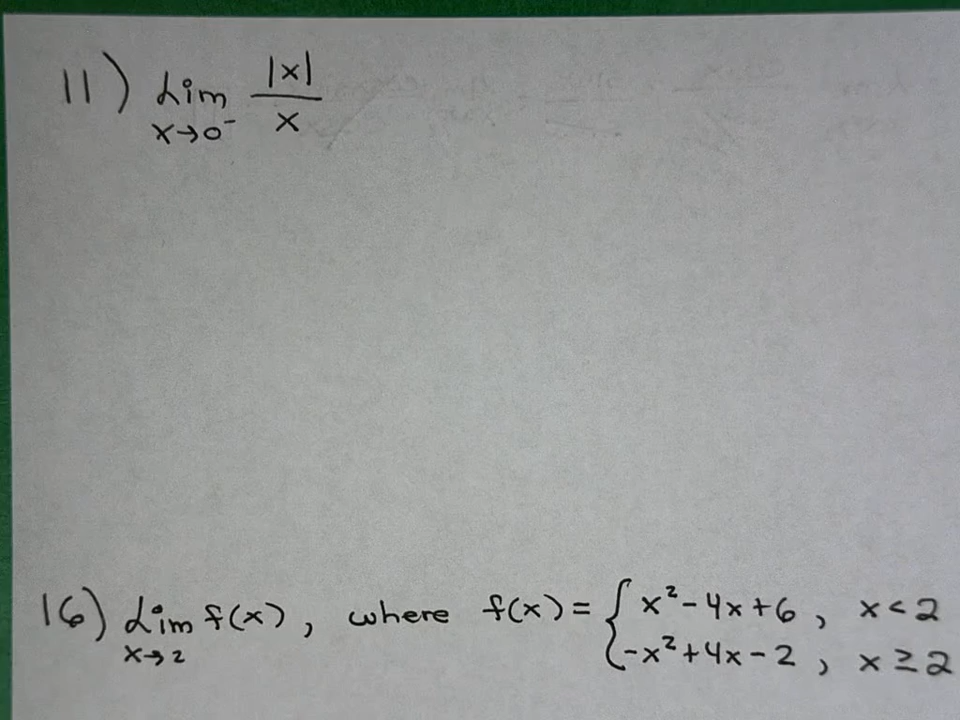 11) Lim |x|/x
x→0⁻
16) Lim f(x), where f(x) = { x² - 4x + 6, x < 2
x→2 -x² + 4x - 2, x ≥ 2